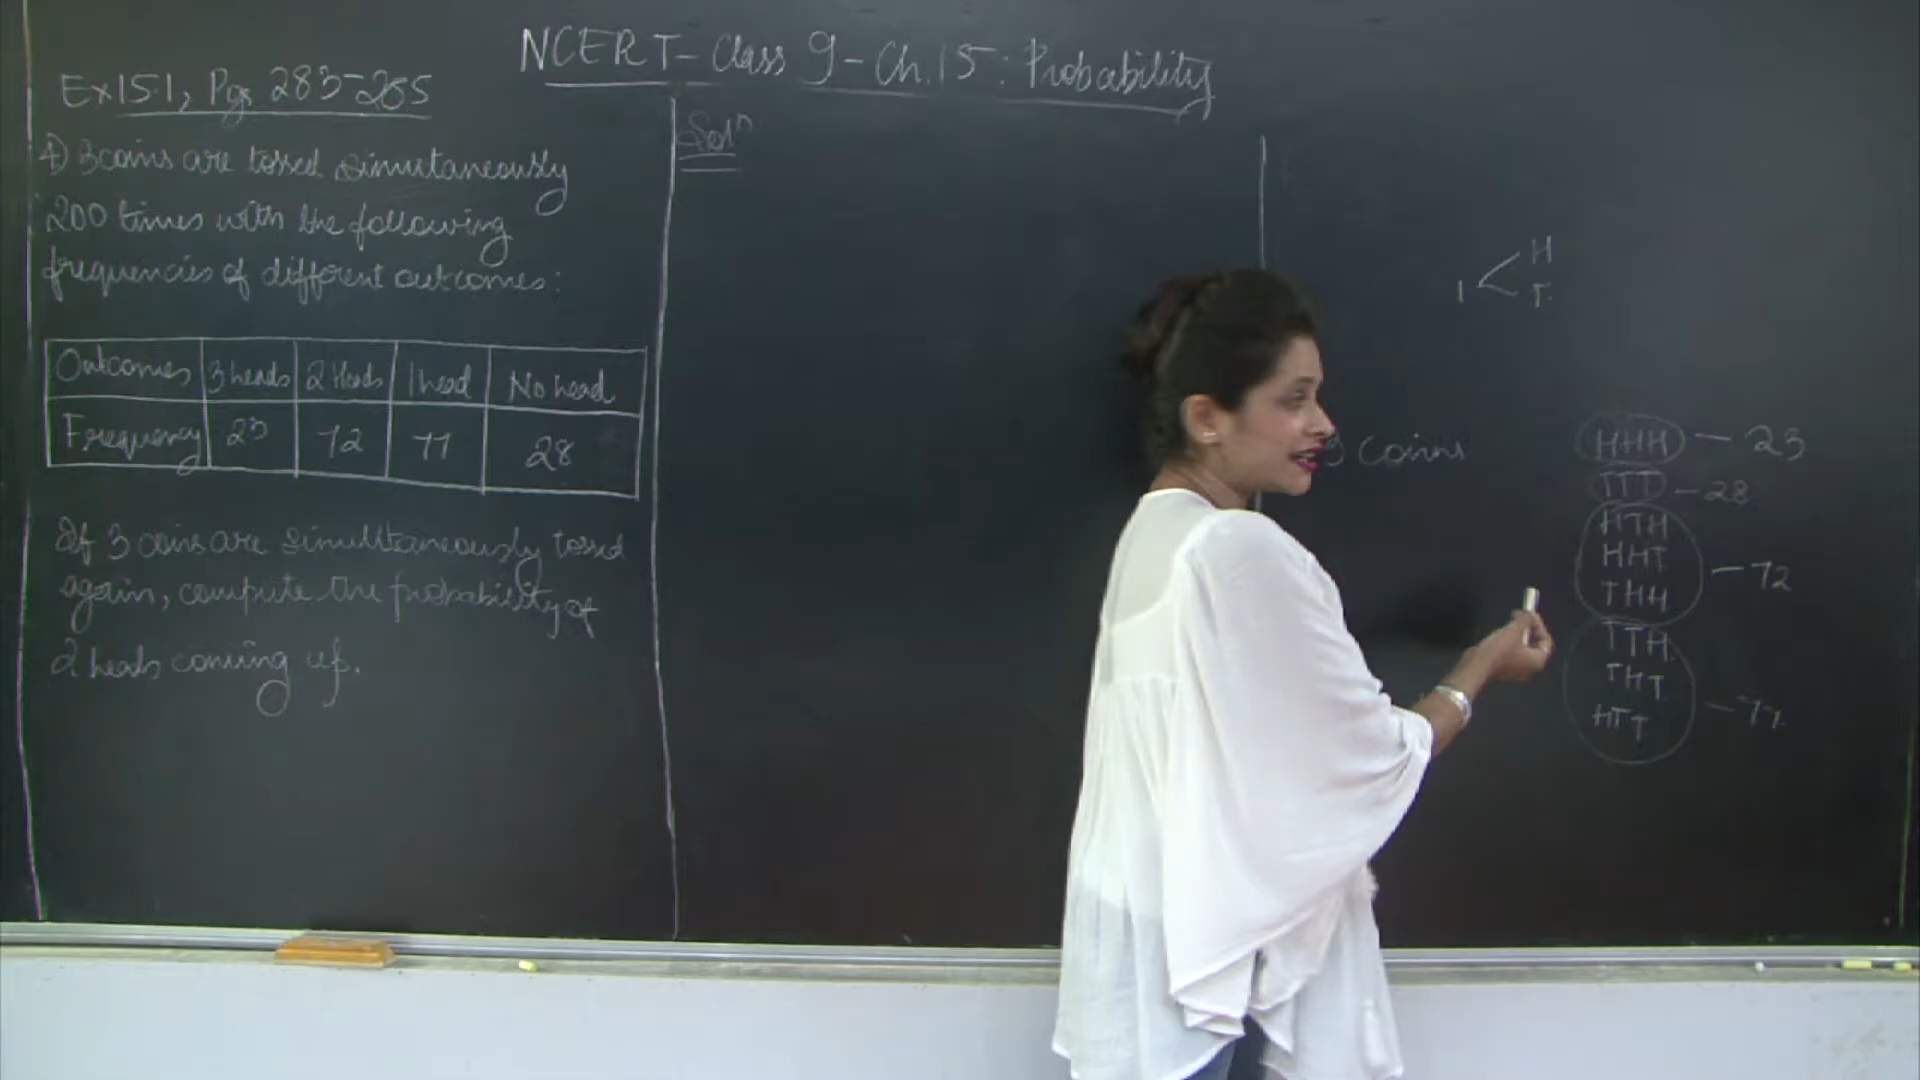 NCERT - Class 9 - Ch.15: Probability
Ex 15.1, Pgs 283-285
4) 3 coins are tossed simutaneously
200 times with the following
frequencies of different outcomes:
Outcomes 3 heads 2 Heads 1 head No head
Frequency 23 72 77 28
If 3 coins are simultaneously tossed
again, compute the probability of
2 heads coming up.
Solⁿ
1 < H
T
3 coins
HHH - 23
TTT - 28
HTH
HHT - 72
THH
TTH
THT - 77
HTT